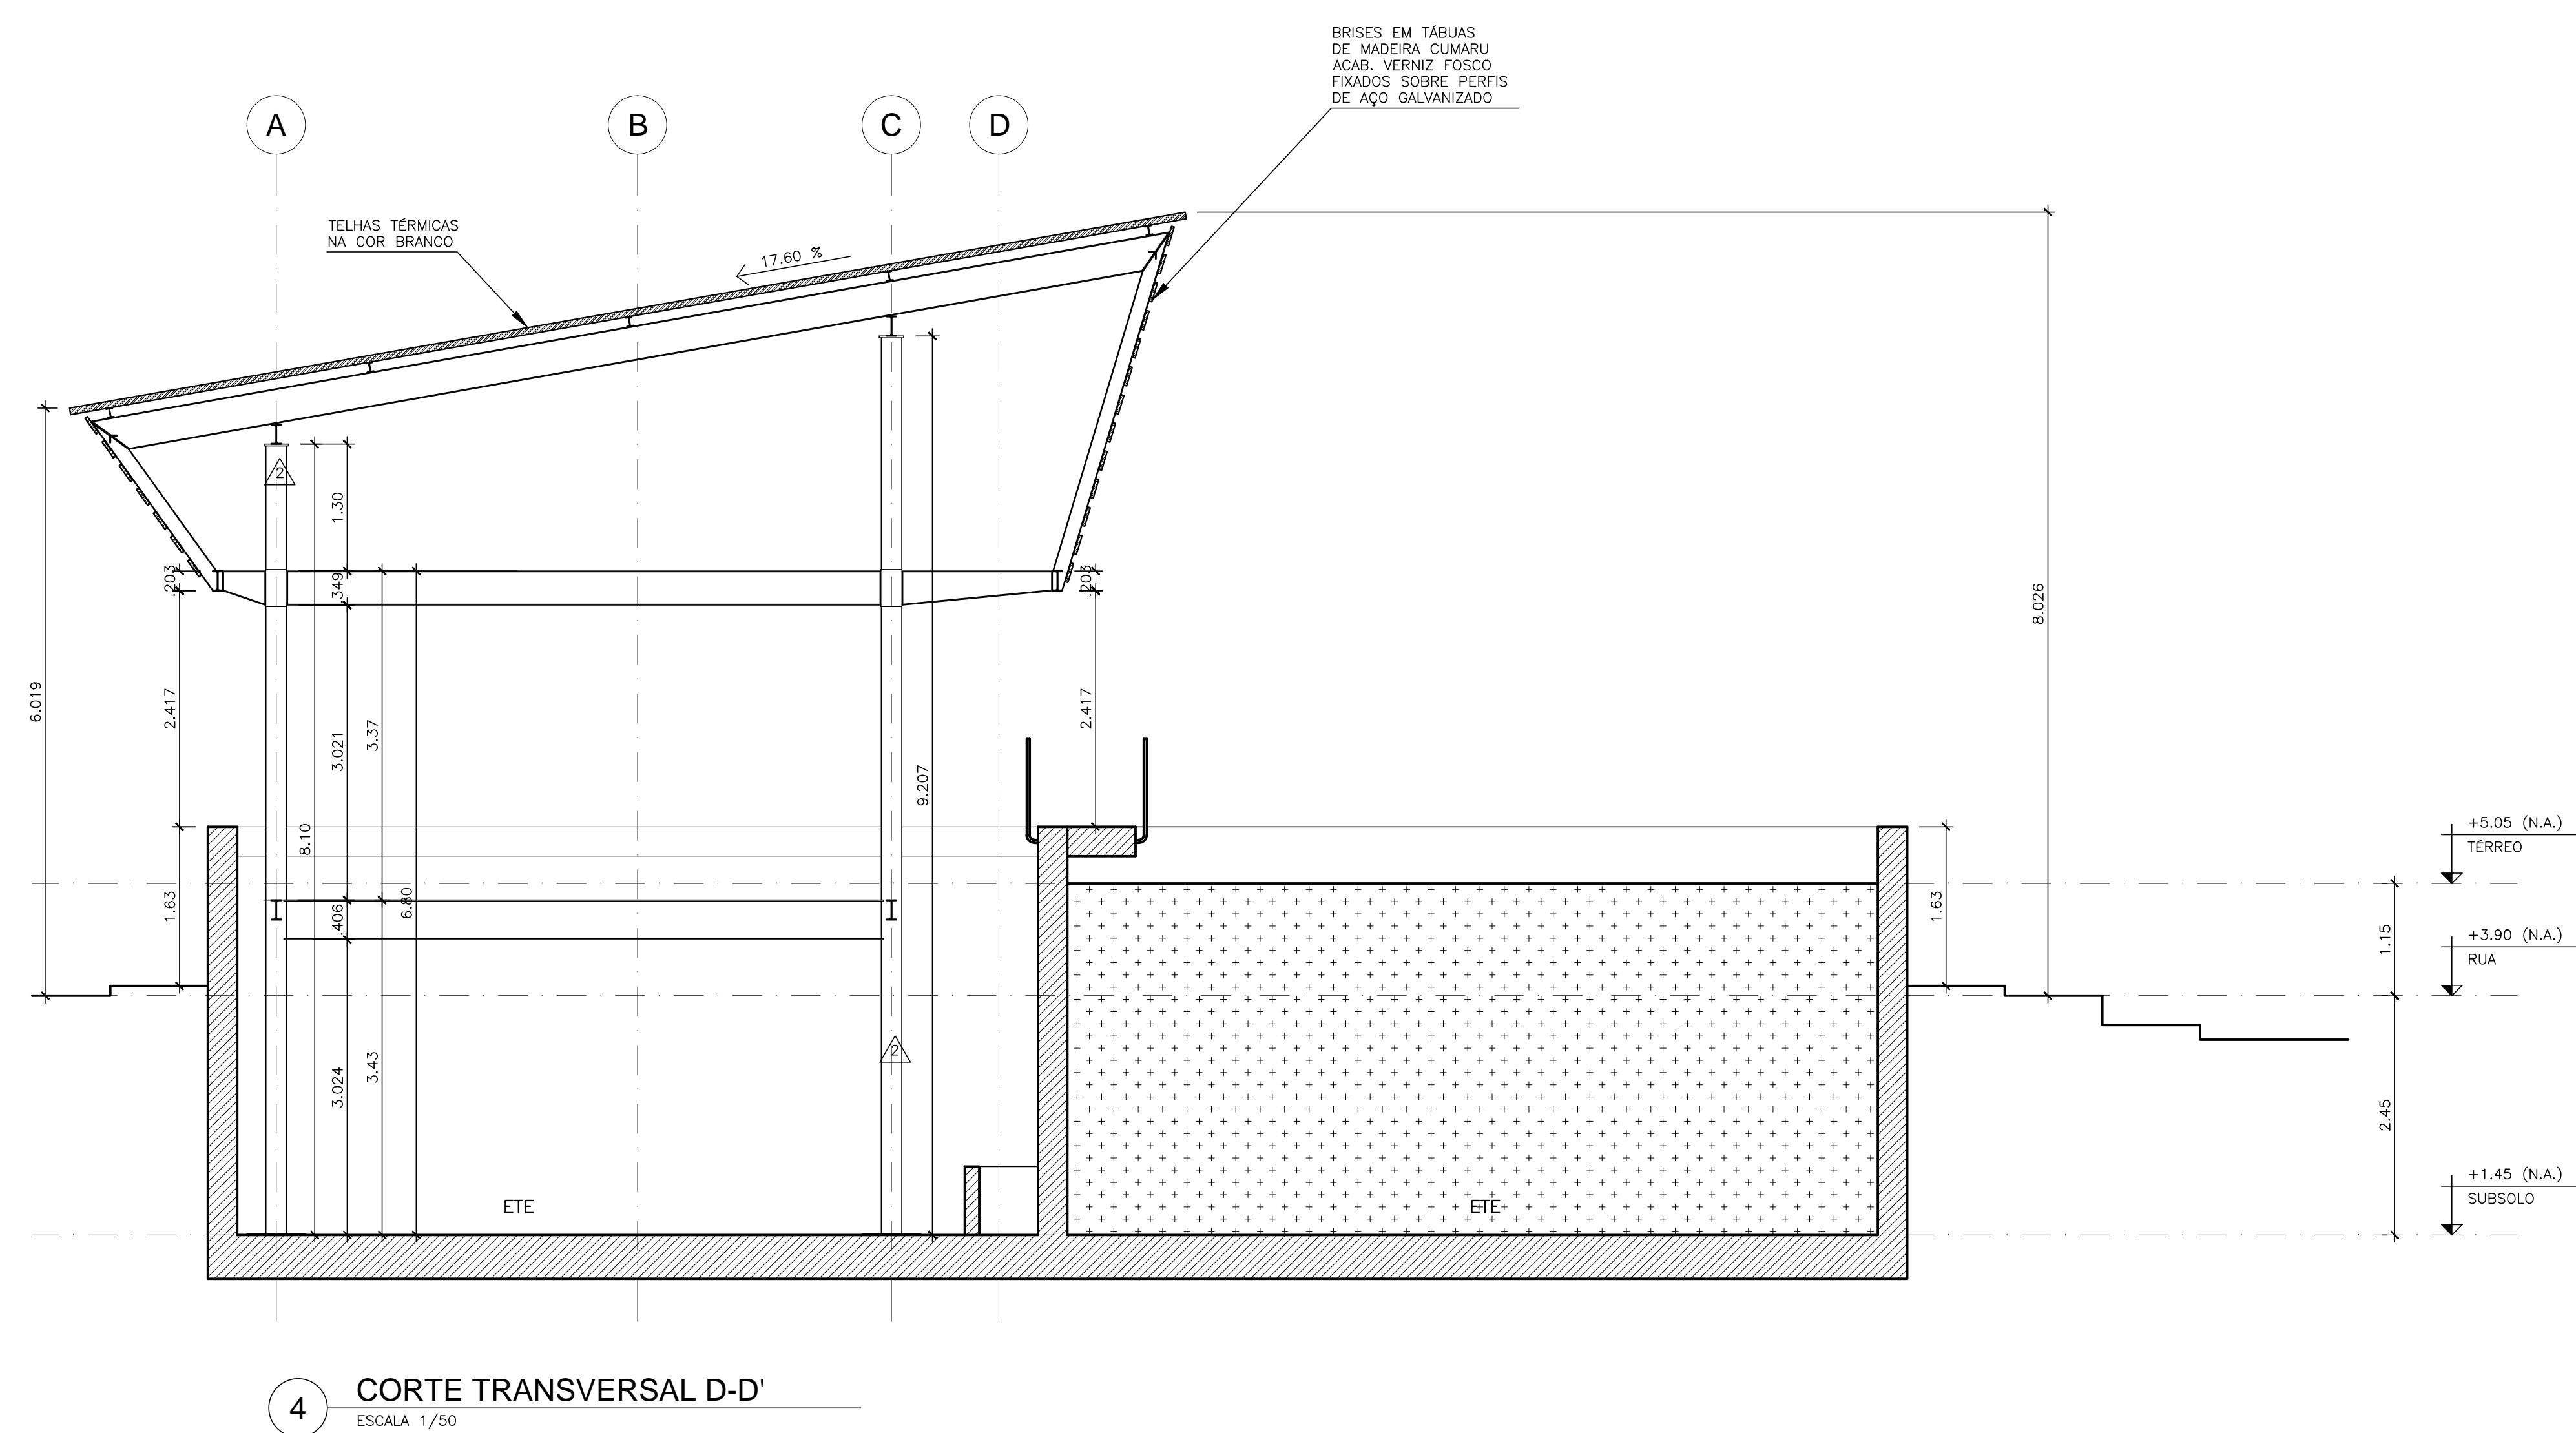 BRISES EM TÁBUAS
DE MADEIRA CUMARU
ACAB. VERNIZ FOSCO
FIXADOS SOBRE PERFIS
DE AÇO GALVANIZADO
A
B
C
D
TELHAS TÉRMICAS
NA COR BRANCO
17.60 %
2
1.30
.203
.349
.203
8.026
6.019
2.417
3.021
3.37
2.417
9.207
8.10
1.63
.406
6.80
1.63
+5.05 (N.A.)
TÉRREO
1.15
+3.90 (N.A.)
RUA
2
3.024
3.43
2.45
+1.45 (N.A.)
SUBSOLO
ETE
ETE
4
CORTE TRANSVERSAL D-D'
ESCALA 1/50